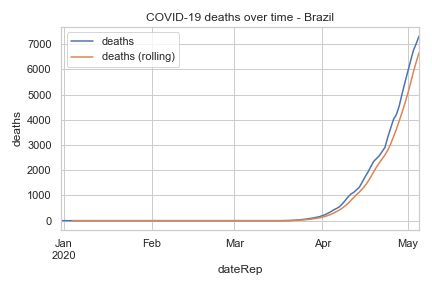 COVID-19 deaths over time - Brazil
deaths
deaths (rolling)
7000
6000
5000
4000
3000
2000
1000
0
deaths
Jan
2020
Feb
Mar
Apr
May
dateRep